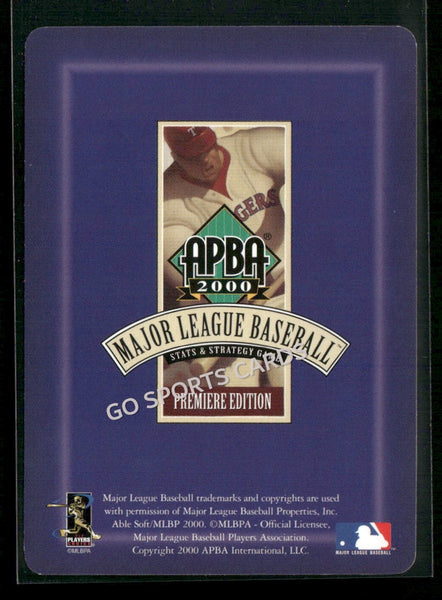 T
GERS
APBA®
2000
MAJOR LEAGUE BASEBALL™
STATS & STRATEGY
GO SPORTS CARDS
PREMIERE EDITION
Major League Baseball trademarks and copyrights are used
with permission of Major League Baseball Properties, Inc.
Able Soft/MLBP 2000. ©MLBPA - Official Licensee,
Major League Baseball Players Association.
Copyright 2000 APBA International, LLC.
PLAYERS
CHOICE
©MLBPA
MAJOR LEAGUE BASEBALL